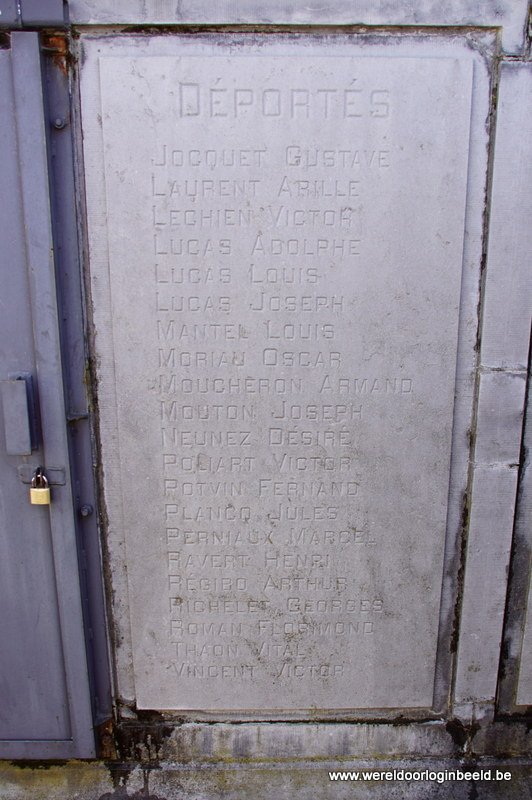 DÉPORTÉS
JOCQUET GUSTAVE
LAURENT ARILLE
LEGHIEN VICTOR
LUCAS ADOLPHE
LUCAS LOUIS
LUCAS JOSEPH
MANTEL LOUIS
MORIAU OSCAR
MOUCHERON ARMAND
MOUTON JOSEPH
NEUNEZ DÉSIRÉ
POLIART VICTOR
POTVIN FERNAND
PLANCQ JULES
PERNIAUX MARCEL
RAVERT HENRI
RÉGIBO ARTHUR
RICHELET GEORGES
ROMAN FLORIMOND
THAON VITAL
VINCENT VICTOR
www.wereldoorloginbeeld.be